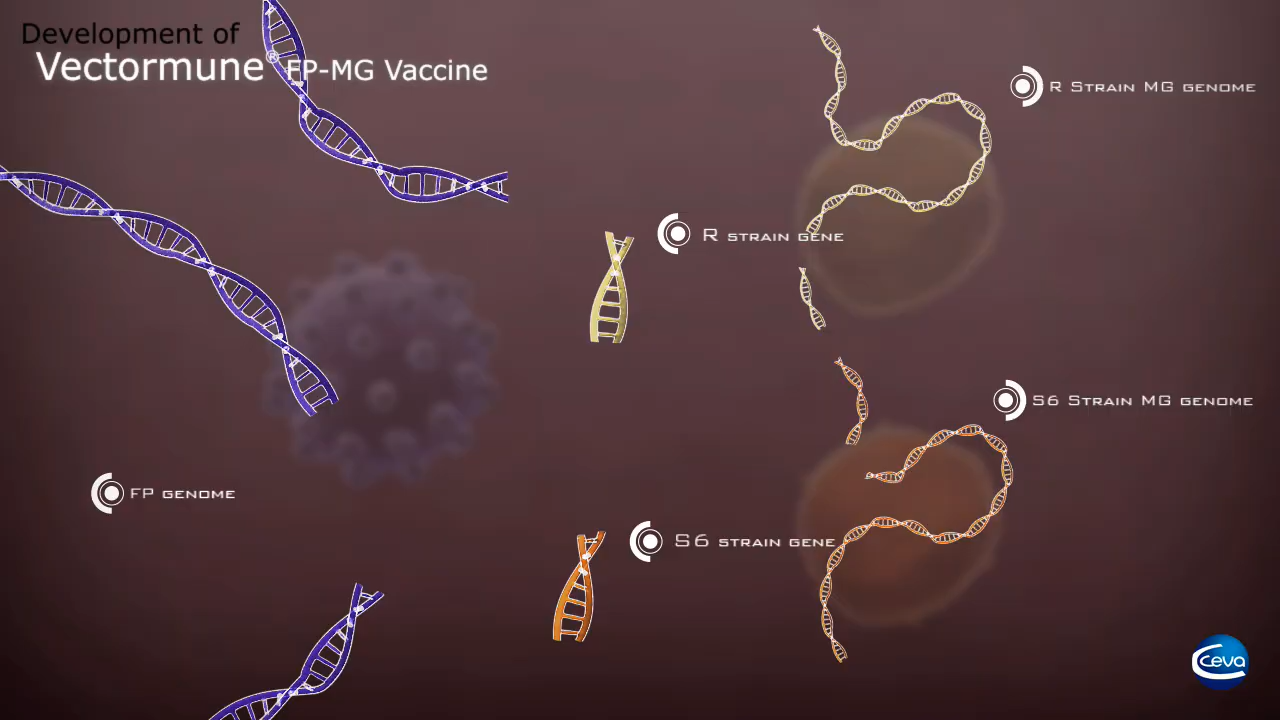 Development of
Vectormune® FP-MG Vaccine
R Strain MG genome
R strain gene
S6 Strain MG genome
FP genome
S6 strain gene
Ceva